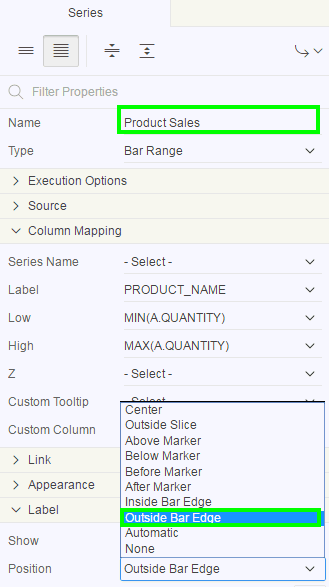 Series
Filter Properties
Name Product Sales
Type Bar Range
Execution Options
Source
Column Mapping
Series Name - Select -
Label PRODUCT_NAME
Low MIN(A.QUANTITY)
High MAX(A.QUANTITY)
Z - Select -
Custom Tooltip - Select -
Custom Column
Center
Outside Slice
Above Marker
Below Marker
Before Marker
After Marker
Inside Bar Edge
Outside Bar Edge
Automatic
None
Link
Appearance
Label
Show
Position Outside Bar Edge